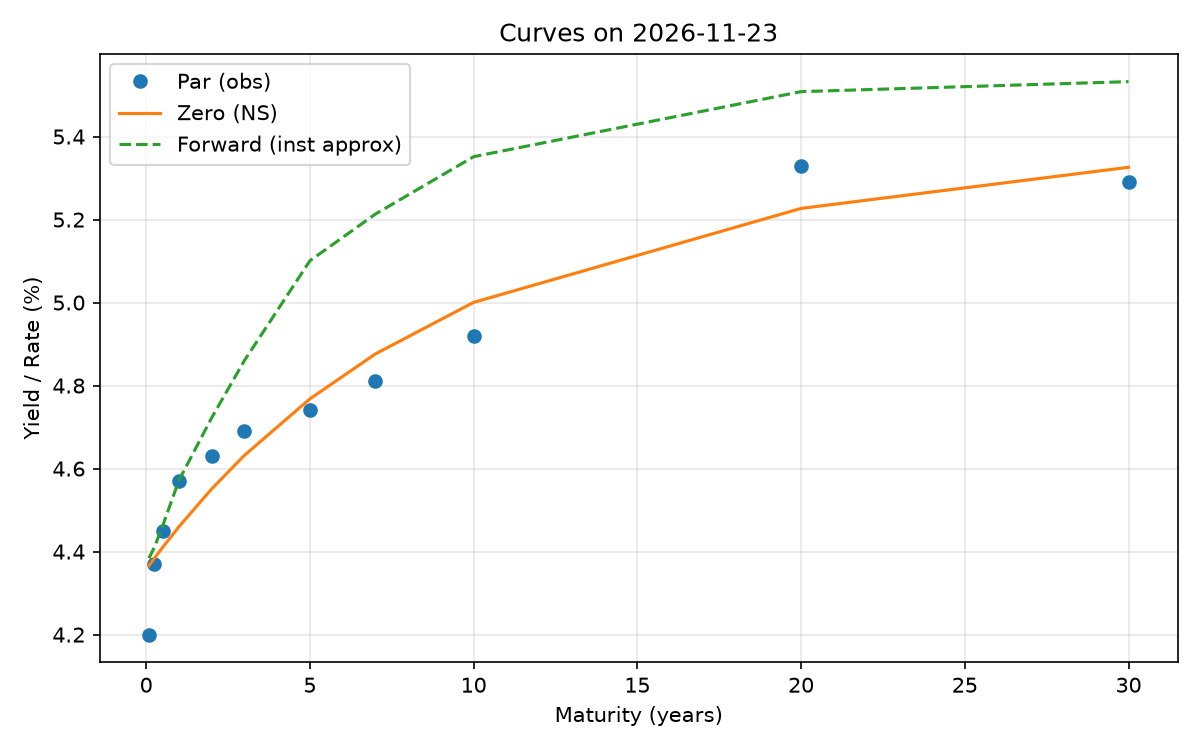 Curves on 2026-11-23
Par (obs)
Zero (NS)
Forward (inst approx)
Yield / Rate (%)
5.4
5.2
5.0
4.8
4.6
4.4
4.2
0 5 10 15 20 25 30
Maturity (years)